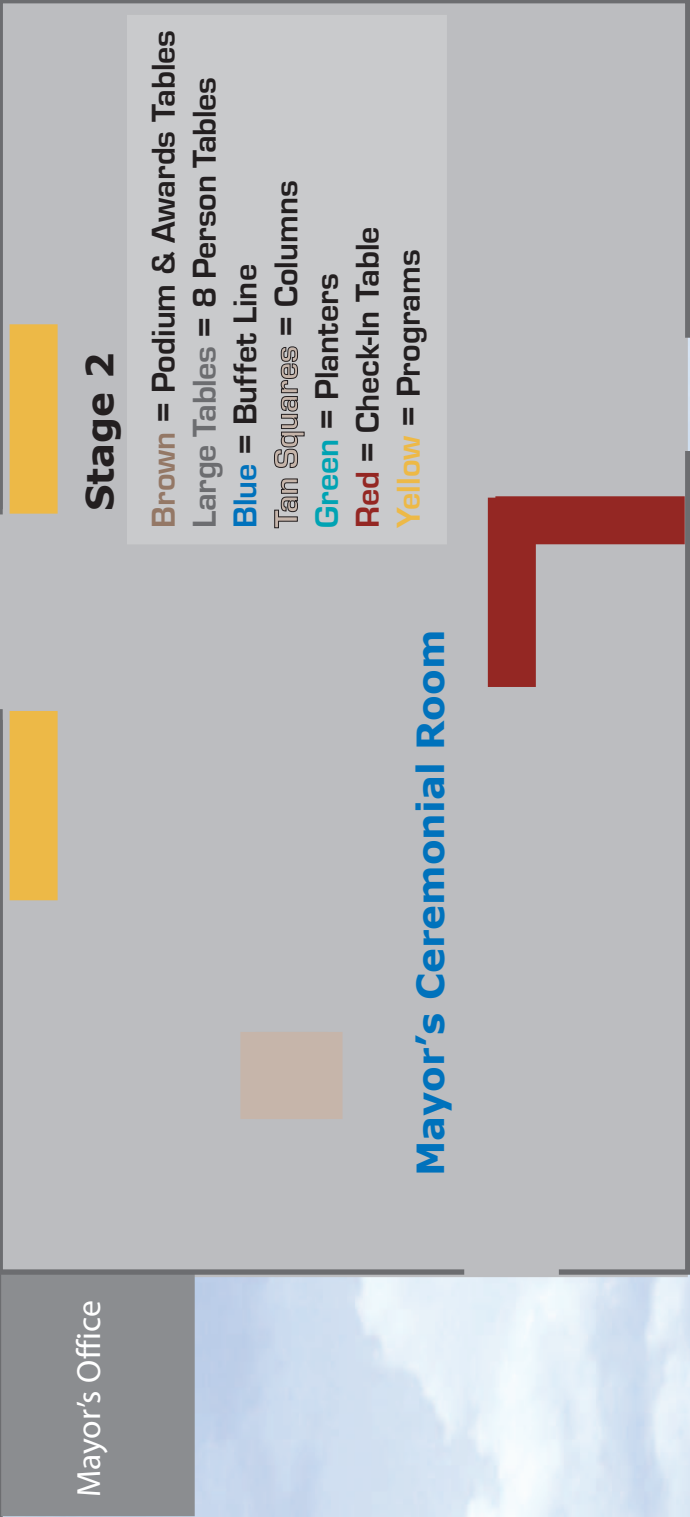 Stage 2
Brown = Podium & Awards Tables
Large Tables = 8 Person Tables
Blue = Buffet Line
Tan Squares = Columns
Green = Planters
Red = Check-In Table
Yellow = Programs
Mayor’s Ceremonial Room
Mayor’s Office